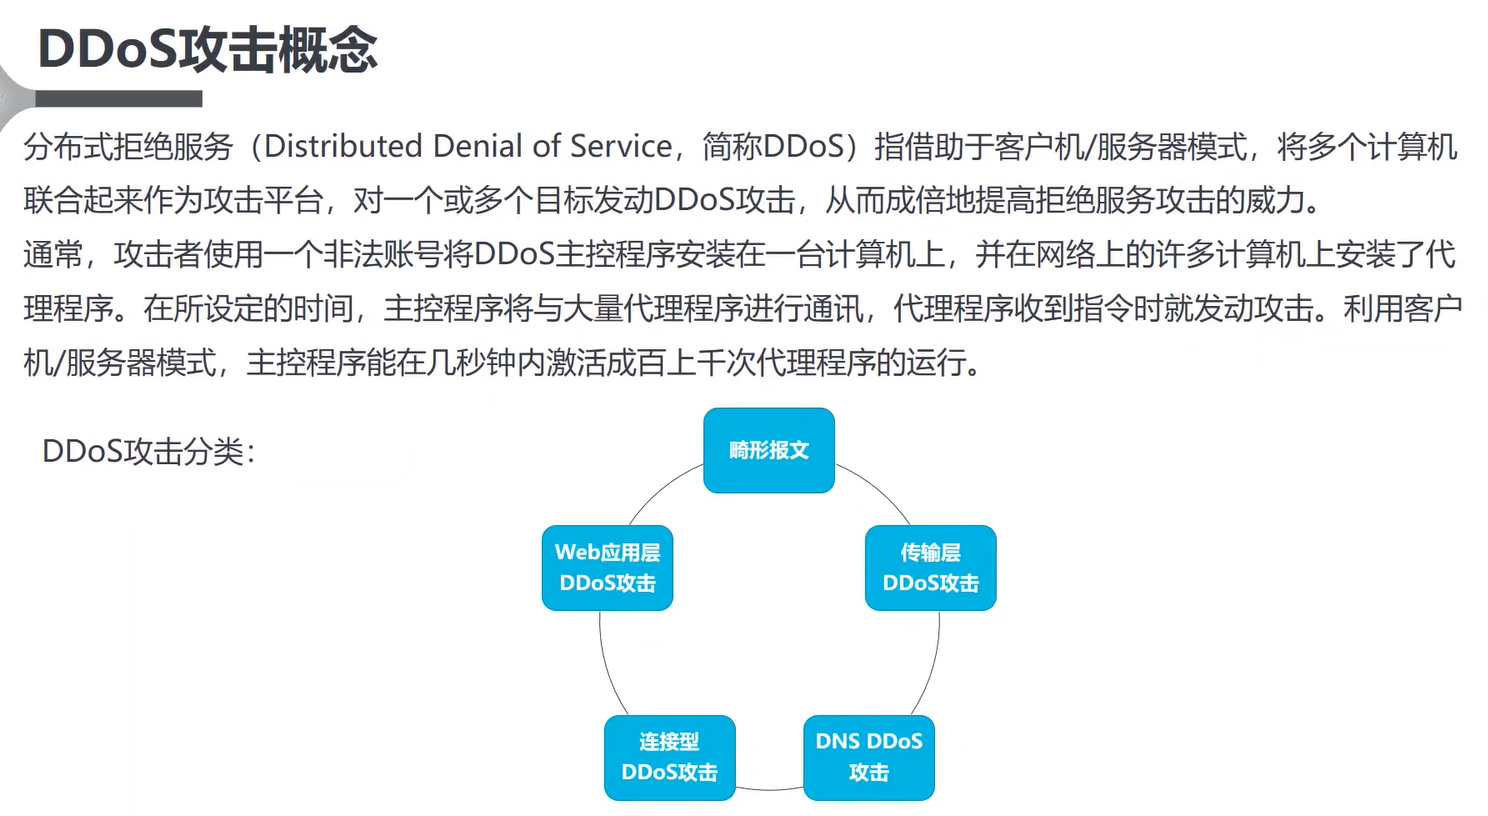 DDoS攻击概念
分布式拒绝服务（Distributed Denial of Service，简称DDoS）指借助于客户机/服务器模式，将多个计算机
联合起来作为攻击平台，对一个或多个目标发动DDoS攻击，从而成倍地提高拒绝服务攻击的威力。
通常，攻击者使用一个非法账号将DDoS主控程序安装在一台计算机上，并在网络上的许多计算机上安装了代
理程序。在所设定的时间，主控程序将与大量代理程序进行通讯，代理程序收到指令时就发动攻击。利用客户
机/服务器模式，主控程序能在几秒钟内激活成百上千次代理程序的运行。
DDoS攻击分类：
畸形报文
Web应用层
DDoS攻击
传输层
DDoS攻击
连接型
DDoS攻击
DNS DDoS
攻击